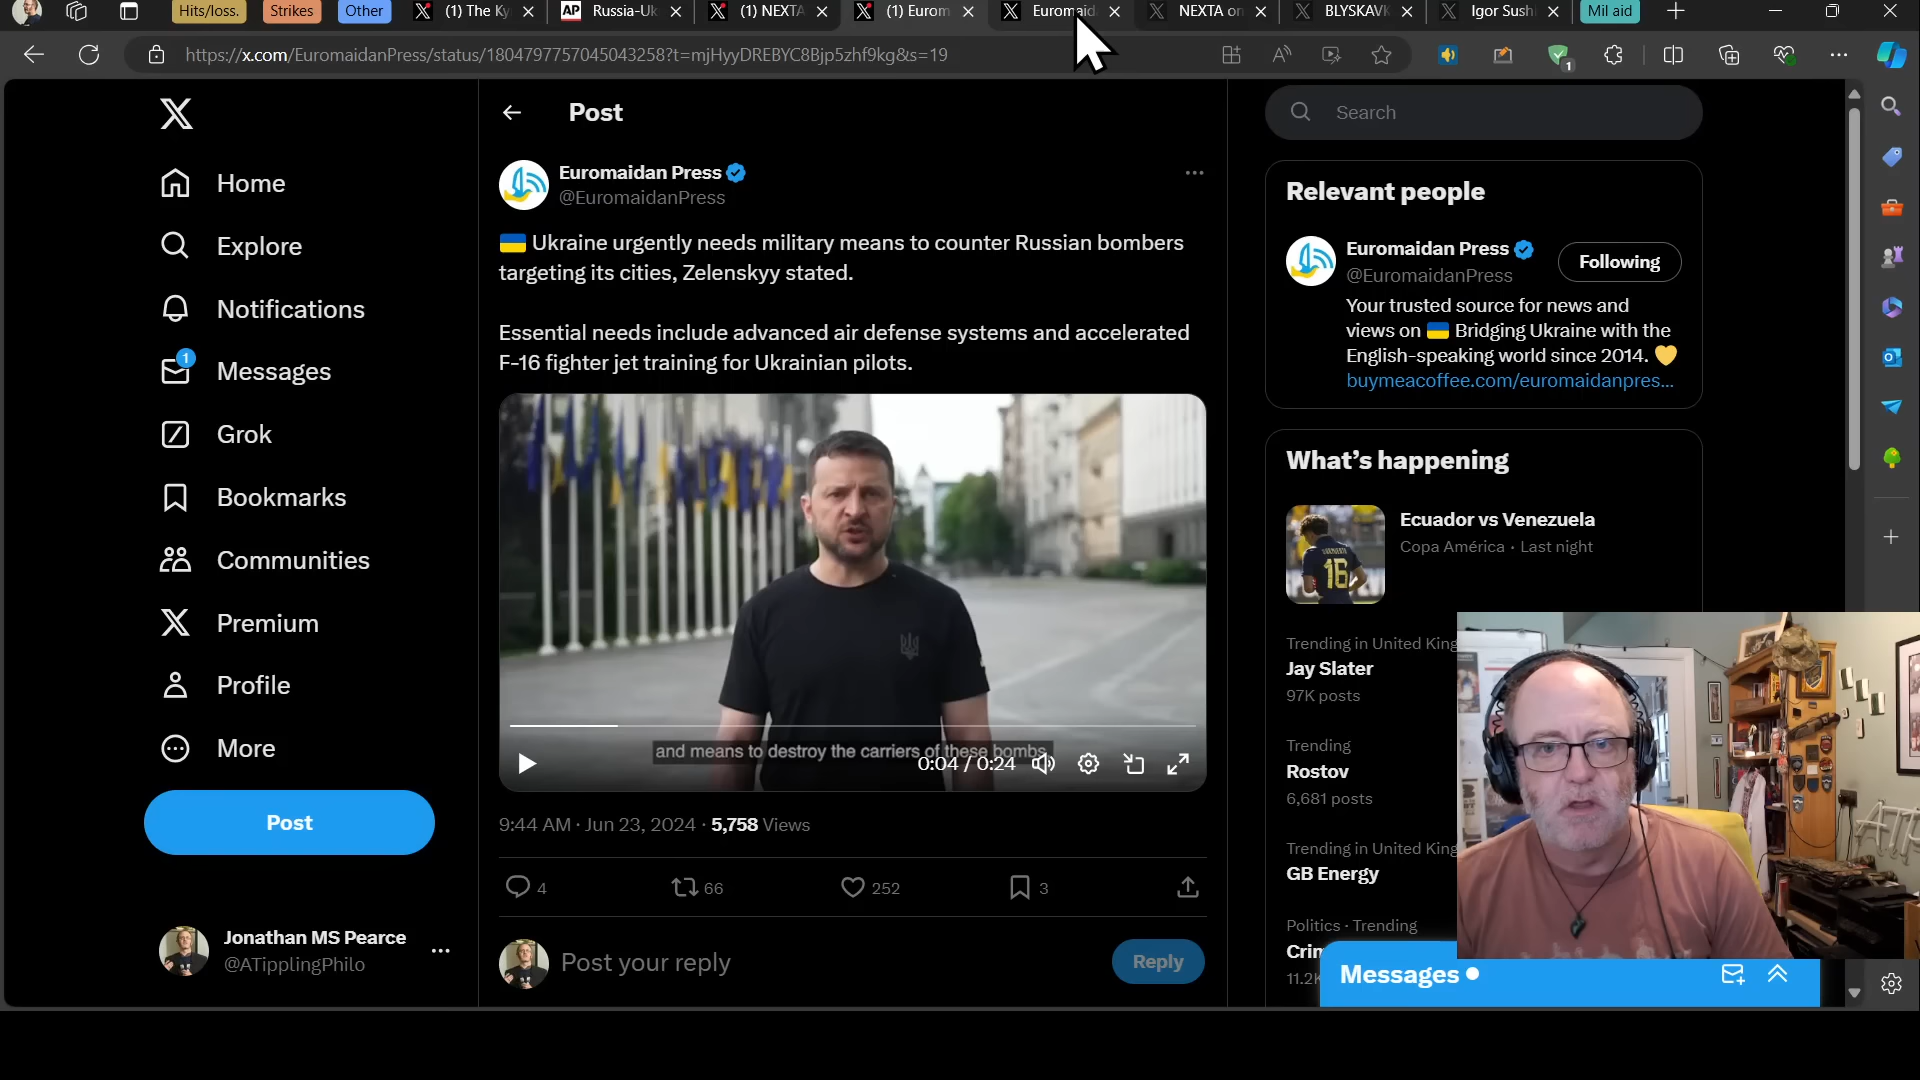 Hits/loss.
Strikes
Other
(1) The Ky
Russia-Uk
(1) NEXTA
(1) Eurom
Euromaid
NEXTA on
BLYSKAVK
Igor Sushk
Mil aid
https://x.com/EuromaidanPress/status/1804797757045043258?t=mjHyyDREBYC8Bjp5zhf9kg&s=19
Post
Search
Home
Explore
Notifications
1
Messages
Grok
Bookmarks
Communities
Premium
Profile
More
Post
Jonathan MS Pearce
@ATipplingPhilo
Euromaidan Press
@EuromaidanPress
Ukraine urgently needs military means to counter Russian bombers
targeting its cities, Zelenskyy stated.
Essential needs include advanced air defense systems and accelerated
F-16 fighter jet training for Ukrainian pilots.
and means to destroy the carriers of these bombs
0:04 / 0:24
9:44 AM · Jun 23, 2024 · 5,758 Views
4
66
252
3
Post your reply
Reply
Relevant people
Euromaidan Press
@EuromaidanPress
Following
Your trusted source for news and
views on
Bridging Ukraine with the
English-speaking world since 2014.
buymeacoffee.com/euromaidanpres...
What's happening
Ecuador vs Venezuela
Copa América · Last night
16
Trending in United King
Jay Slater
97K posts
Trending
Rostov
6,681 posts
Trending in United King
GB Energy
Politics · Trending
Crim
11.2K
Messages